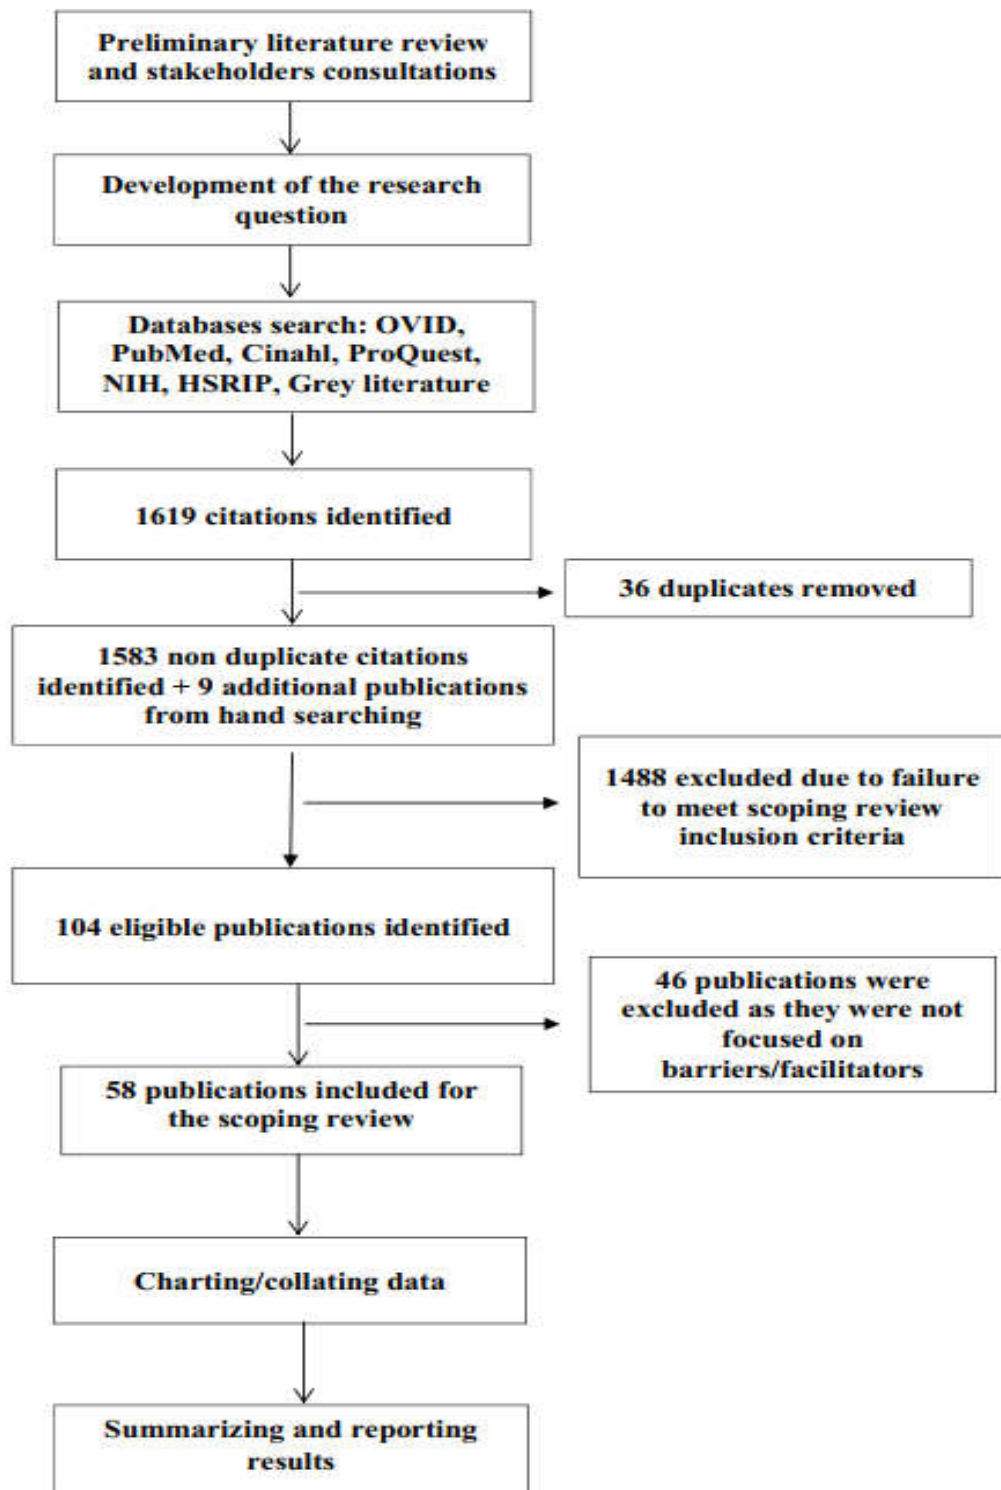 Preliminary literature review
and stakeholders consultations
Development of the research
question
Databases search: OVID,
PubMed, Cinahl, ProQuest,
NIH, HSRIP, Grey literature
1619 citations identified
36 duplicates removed
1583 non duplicate citations
identified + 9 additional publications
from hand searching
1488 excluded due to failure
to meet scoping review
inclusion criteria
104 eligible publications identified
46 publications were
excluded as they were not
focused on
barriers/facilitators
58 publications included for
the scoping review
Charting/collating data
Summarizing and reporting
results